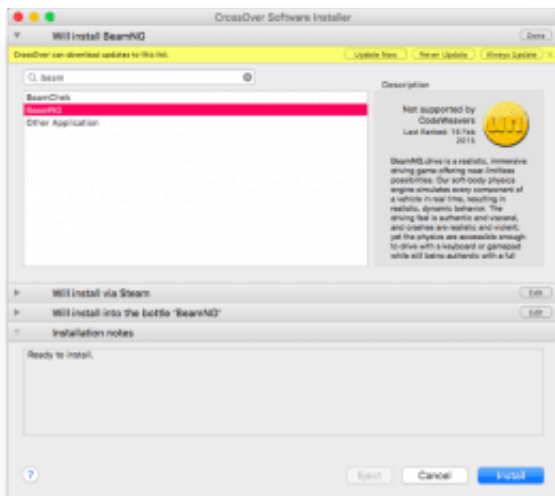 CrossOver Software Installer
Will install BeamNG
Done
CrossOver can download updates to this list.
Update Now
Never Update
Always Update
beam
Description
BeamChek
BeamNG
Other Application
Not supported by
CodeWeavers
Last Ranked: 16 Feb
2015
un
BeamNG.drive is a realistic, immersive
driving game offering near-limitless
possibilities. Our soft-body physics
engine simulates every component of
a vehicle in real time, resulting in
realistic, dynamic behavior. The
driving feel is authentic and visceral,
and crashes are realistic and violent;
yet the physics are accessible enough
to drive with a keyboard or gamepad
while still being authentic with a full
Will install via Steam
Edit
Will install into the bottle 'BeamNG'
Edit
Installation notes
Ready to install.
?
Eject
Cancel
Install